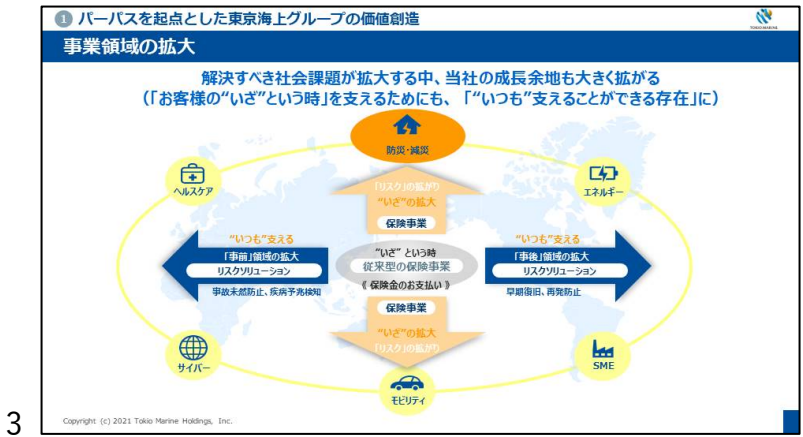 1 パーパスを起点とした東京海上グループの価値創造
TOKIO MARINE
事業領域の拡大
解決すべき社会課題が拡大する中、当社の成長余地も大きく拡がる
（「お客様の“いざ”という時」を支えるためにも、「“いつも”支えることができる存在」に）
防災・減災
ヘルスケア
エネルギー
「リスク」の拡がり
“いざ”の拡大
保険事業
“いつも”支える
「事前」領域の拡大
リスクソリューション
事故未然防止、疾病予兆検知
“いざ” という時
従来型の保険事業
《 保険金のお支払い 》
“いつも”支える
「事後」領域の拡大
リスクソリューション
早期復旧、再発防止
保険事業
“いざ”の拡大
「リスク」の拡がり
サイバー
SME
モビリティ
Copyright (c) 2021 Tokio Marine Holdings, Inc.
3